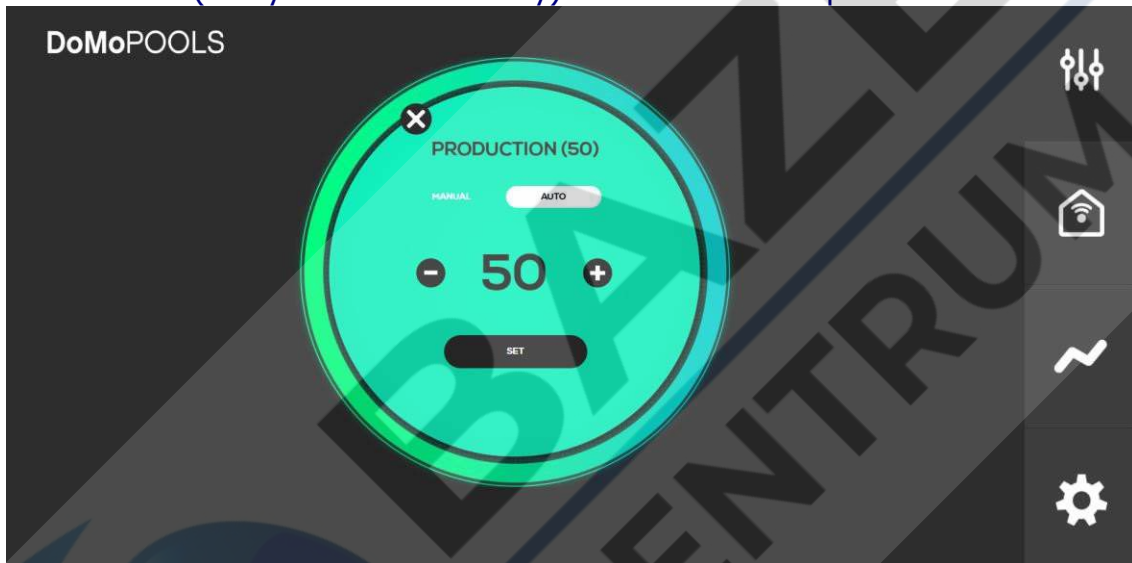 DoMoPOOLS
PRODUCTION (50)
MANUAL
AUTO
50
SET
BAZ
ENTRUM